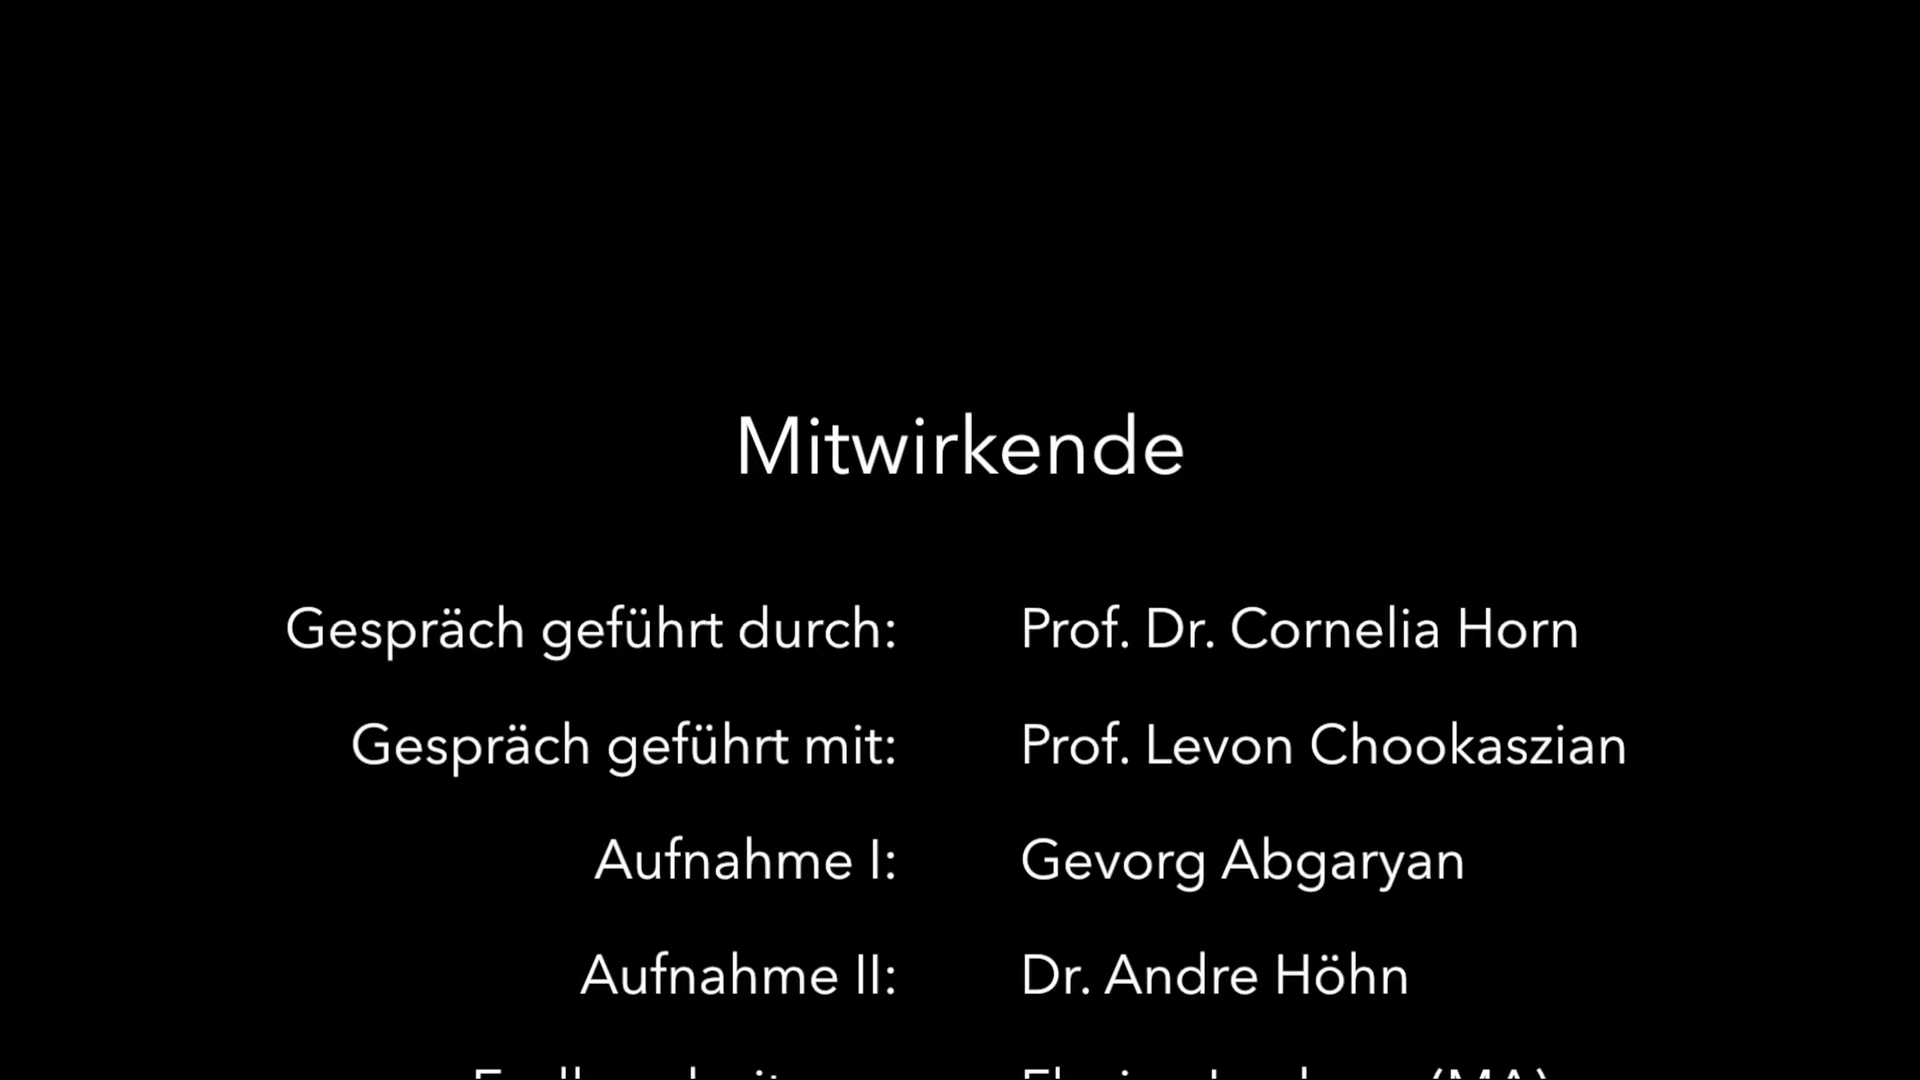 Mitwirkende
Gespräch geführt durch: Prof. Dr. Cornelia Horn
Gespräch geführt mit: Prof. Levon Chookaszian
Aufnahme I: Gevorg Abgaryan
Aufnahme II: Dr. Andre Höhn
(MA)